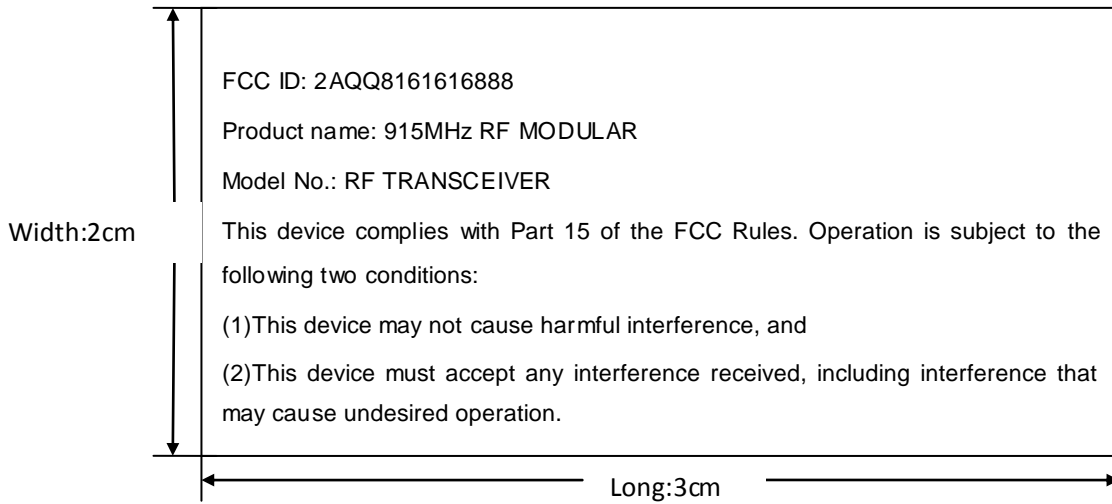 FCC ID: 2AQQ8161616888
Product name: 915MHz RF MODULAR
Model No.: RF TRANSCEIVER
Width:2cm
This device complies with Part 15 of the FCC Rules. Operation is subject to the
following two conditions:
(1)This device may not cause harmful interference, and
(2)This device must accept any interference received, including interference that
may cause undesired operation.
Long:3cm